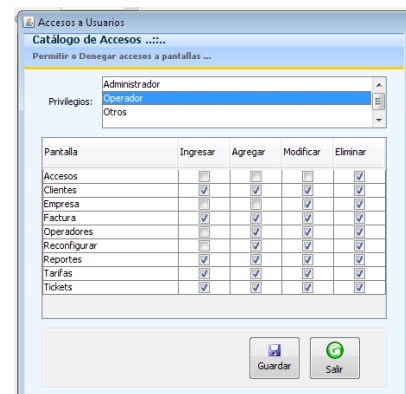 Accesos a Usuarios
Catálogo de Accesos ..::..
Permitir o Denegar accesos a pantallas ...
Privilegios:
Administrador
Operador
Otros
Pantalla Ingresar Agregar Modificar Eliminar
Accesos
Clientes
Empresa
Factura
Operadores
Reconfigurar
Reportes
Tarifas
Tickets
Guardar Salir